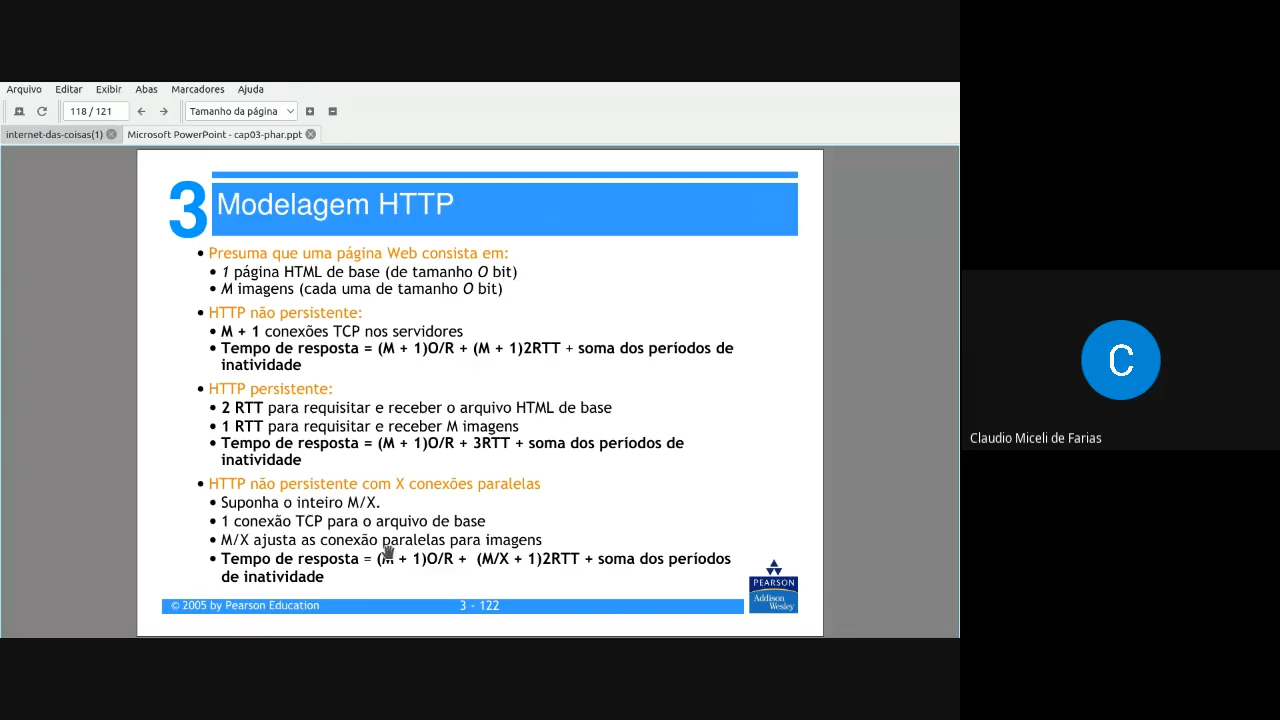 Arquivo Editar Exibir Abas Marcadores Ajuda
118 / 121 Tamanho da página
internet-das-coisas(1) Microsoft PowerPoint - cap03-phar.ppt
3 Modelagem HTTP
• Presuma que uma página Web consista em:
• 1 página HTML de base (de tamanho O bit)
• M imagens (cada uma de tamanho O bit)
• HTTP não persistente:
• M + 1 conexões TCP nos servidores
• Tempo de resposta = (M + 1)O/R + (M + 1)2RTT + soma dos períodos de
inatividade
• HTTP persistente:
• 2 RTT para requisitar e receber o arquivo HTML de base
• 1 RTT para requisitar e receber M imagens
• Tempo de resposta = (M + 1)O/R + 3RTT + soma dos períodos de
inatividade
• HTTP não persistente com X conexões paralelas
• Suponha o inteiro M/X.
• 1 conexão TCP para o arquivo de base
• M/X ajusta as conexão paralelas para imagens
• Tempo de resposta = (M + 1)O/R + (M/X + 1)2RTT + soma dos períodos
de inatividade
PEARSON
Addison
Wesley
© 2005 by Pearson Education 3 - 122
C
Claudio Miceli de Farias